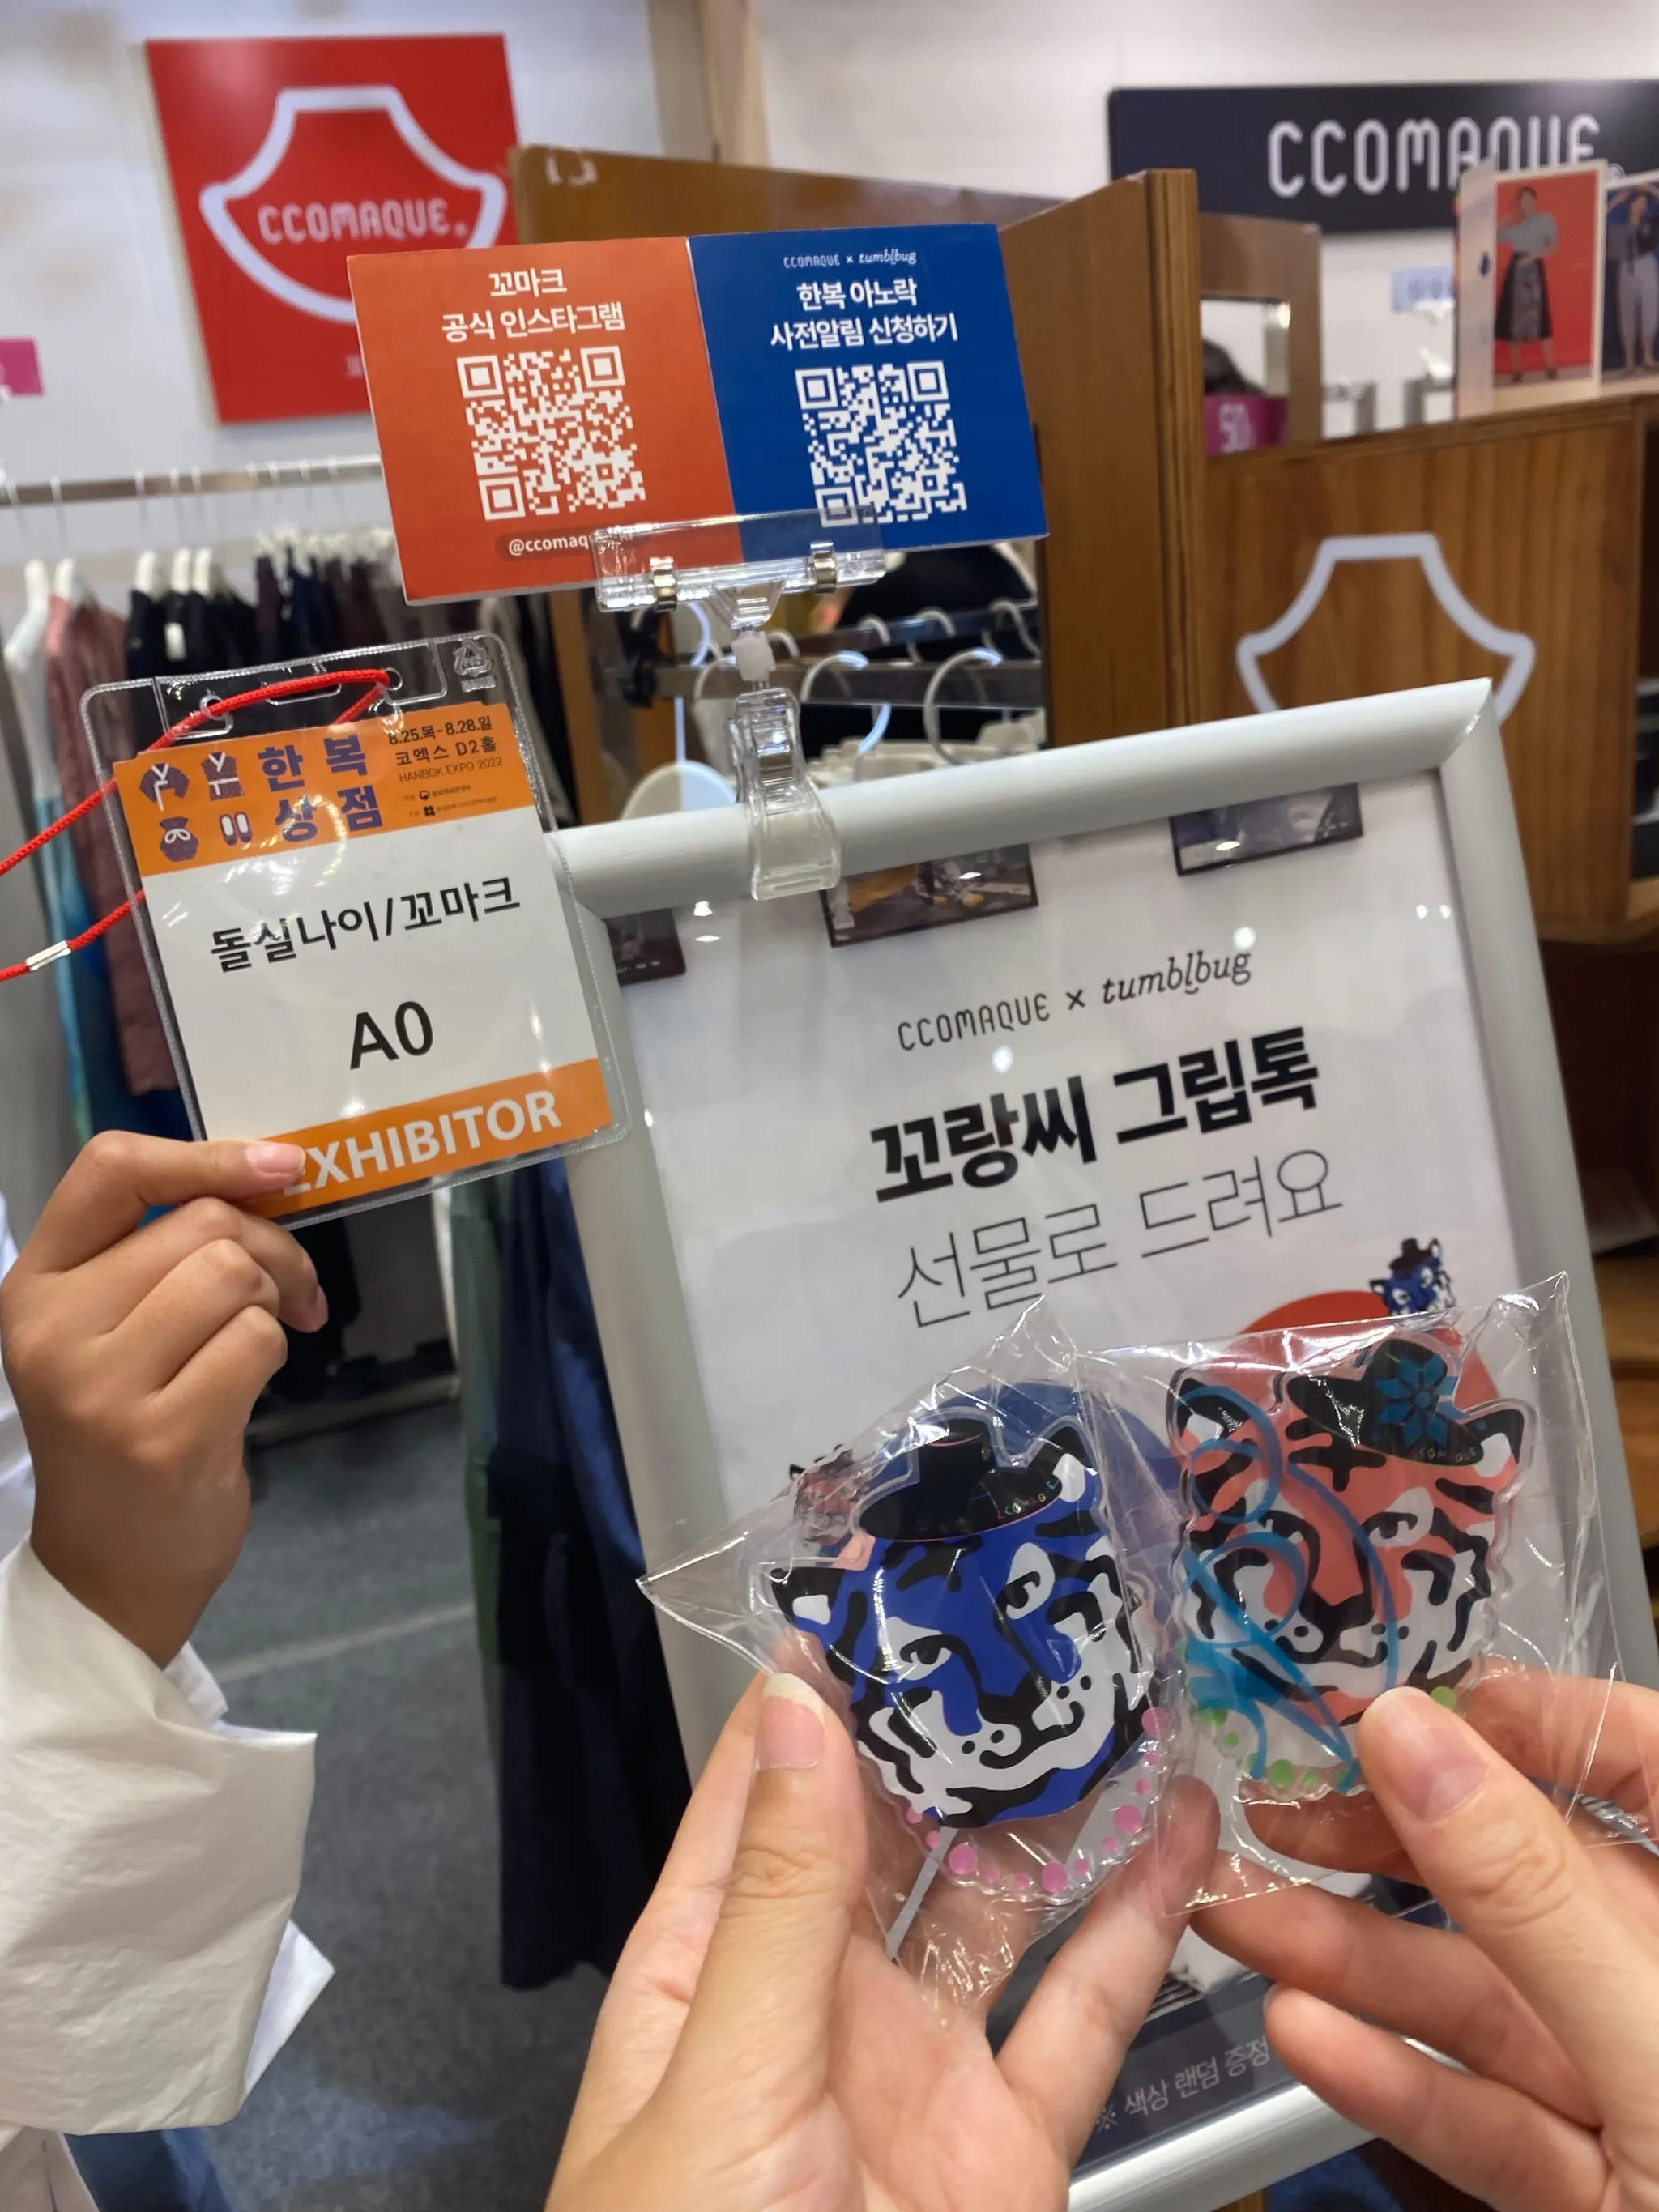 CCOMAQUE.
CCOMAQUE
꼬마크
공식 인스타그램
CCOMAQUE × tumblbug
한복 아노락
사전알림 신청하기
한복
상점
8.25.목-8.28.일
코엑스 D2홀
HANBOK EXPO 2022
돌실나이/꼬마크
A0
EXHIBITOR
CCOMAQUE × tumblbug
꼬랑씨 그립톡
선물로 드려요
※ 색상 랜덤 증정